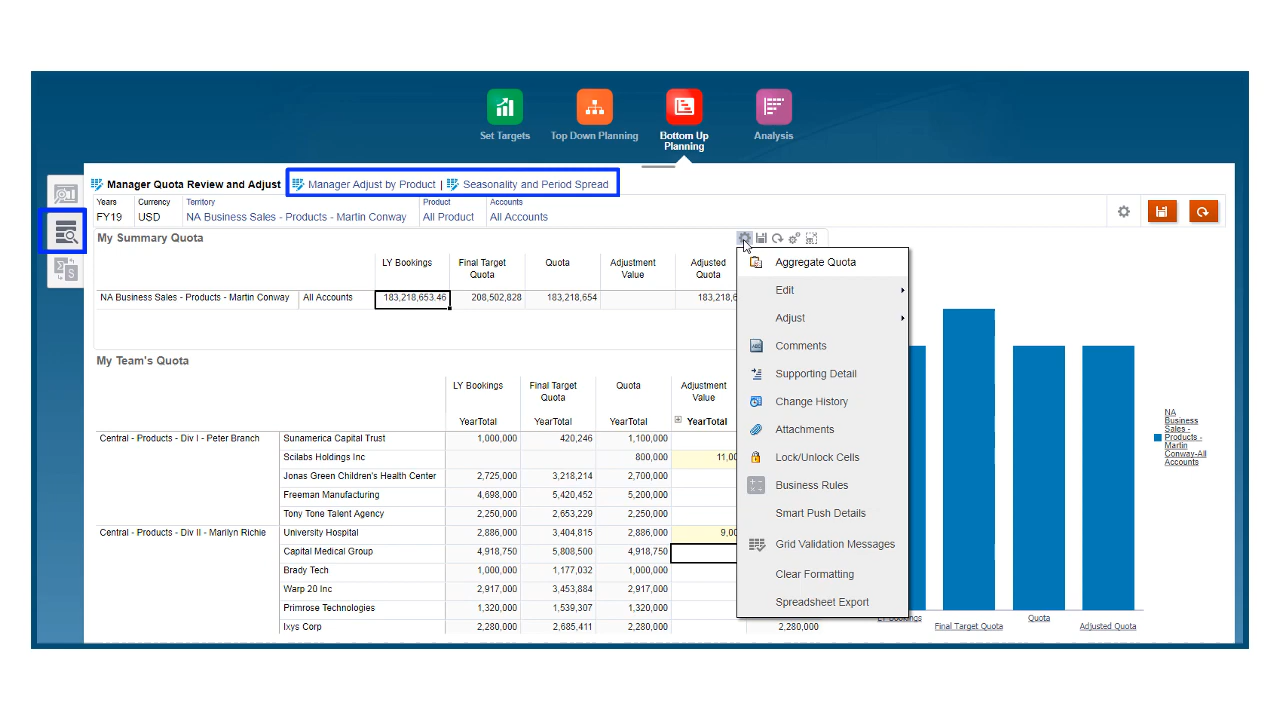 Set Targets
Top Down Planning
Bottom Up
Planning
Analysis
Manager Quota Review and Adjust
Manager Adjust by Product | Seasonality and Period Spread
Years Currency Territory Product Accounts
FY19 USD NA Business Sales - Products - Martin Conway All Product All Accounts
My Summary Quota
LY Bookings Final Target Quota Adjustment Adjusted
Quota Value Quota
NA Business Sales - Products - Martin Conway All Accounts 183,218,653.46 208,502,828 183,218,654 183,218,6
Aggregate Quota
Edit
Adjust
Comments
Supporting Detail
Change History
Attachments
Lock/Unlock Cells
Business Rules
Smart Push Details
Grid Validation Messages
Clear Formatting
Spreadsheet Export
My Team's Quota
LY Bookings Final Target Quota Adjustment
Quota Value
YearTotal YearTotal YearTotal YearTotal
Central - Products - Div I - Peter Branch Sunamerica Capital Trust 1,000,000 420,246 1,100,000
Scilabs Holdings Inc 800,000 11,00
Jonas Green Children's Health Center 2,725,000 3,218,214 2,700,000
Freeman Manufacturing 4,698,000 5,420,452 5,200,000
Tony Tone Talent Agency 2,250,000 2,653,229 2,250,000
Central - Products - Div II - Marilyn Richie University Hospital 2,886,000 3,404,815 2,886,000 9,00
Capital Medical Group 4,918,750 5,808,500 4,918,750
Brady Tech 1,000,000 1,177,032 1,000,000
Warp 20 Inc 2,917,000 3,453,884 2,917,000
Primrose Technologies 1,320,000 1,539,307 1,320,000
Ixys Corp 2,280,000 2,685,411 2,280,000 2,280,000
LY Bookings
Final Target Quota
Quota
Adjusted Quota
NA
Business
Sales -
Products -
Martin
Conway-All
Accounts